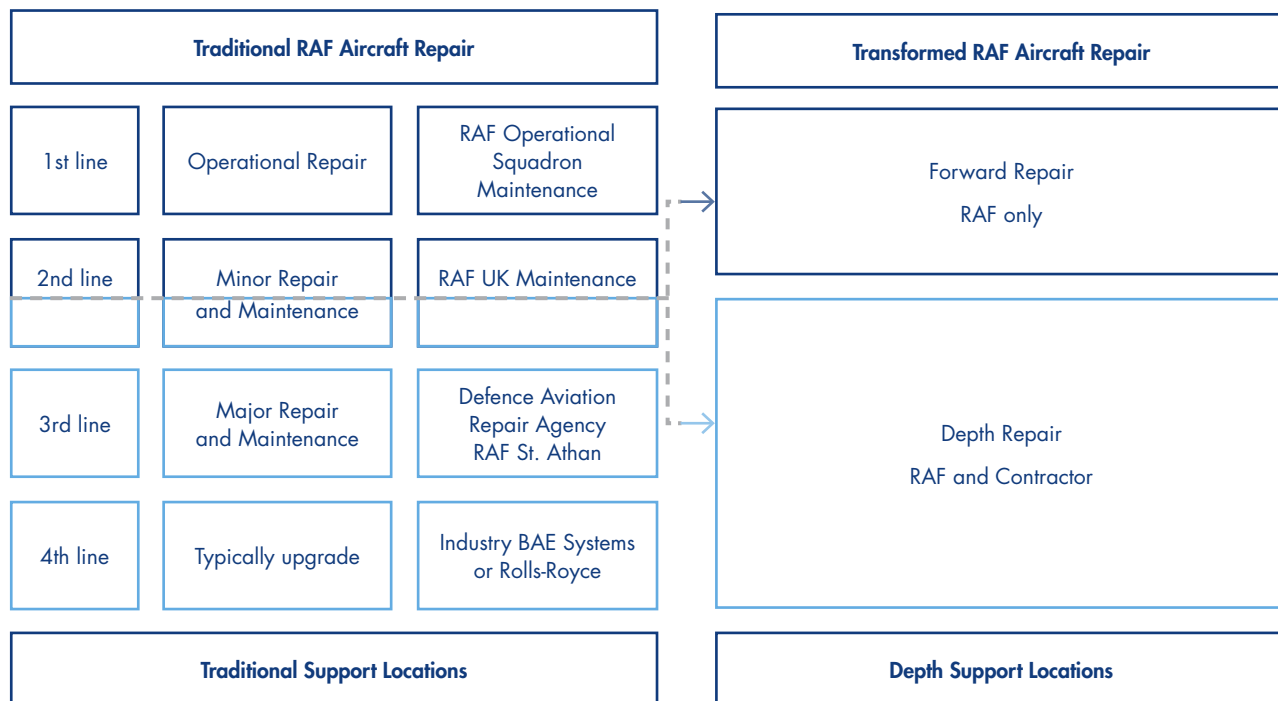 Traditional RAF Aircraft Repair
Transformed RAF Aircraft Repair
1st line
Operational Repair
RAF Operational
Squadron
Maintenance
Forward Repair
RAF only
2nd line
Minor Repair
and Maintenance
RAF UK Maintenance
3rd line
Major Repair
and Maintenance
Defence Aviation
Repair Agency
RAF St. Athan
Depth Repair
RAF and Contractor
4th line
Typically upgrade
Industry BAE Systems
or Rolls-Royce
Traditional Support Locations
Depth Support Locations